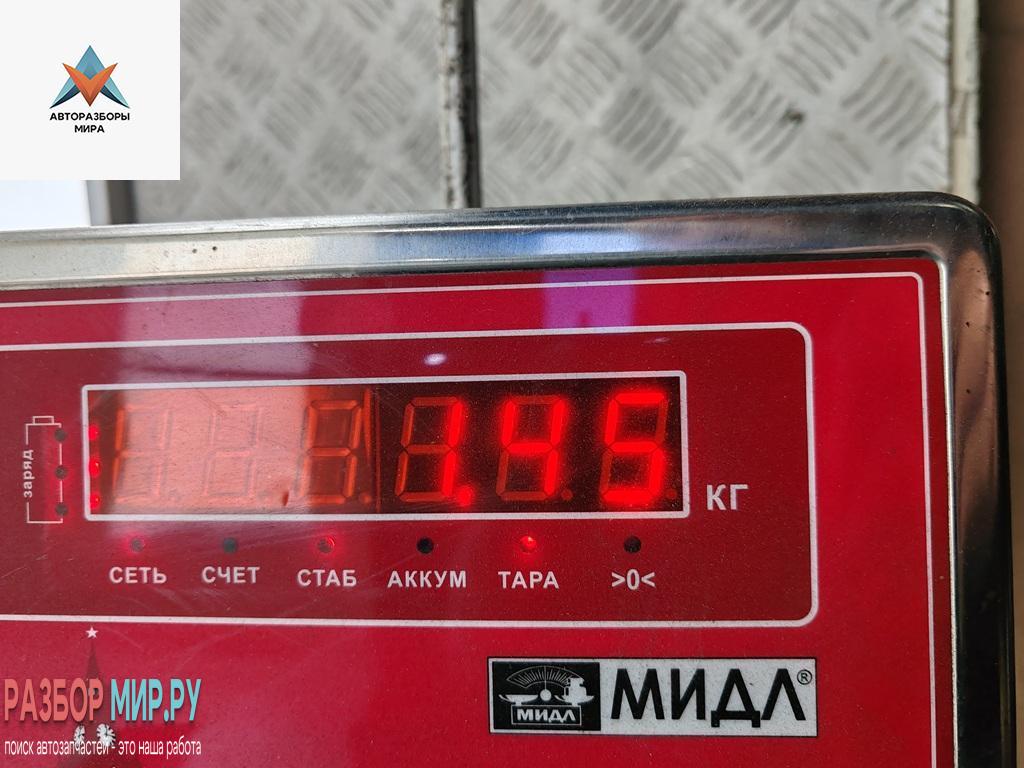 АВТОРАЗБОРЫ
МИРА
заряд
1.45
КГ
СЕТЬ СЧЕТ СТАБ АККУМ ТАРА >0<
МИДЛ МИДЛ®
РАЗБОР МИР.РУ
поиск автозапчастей - это наша работа